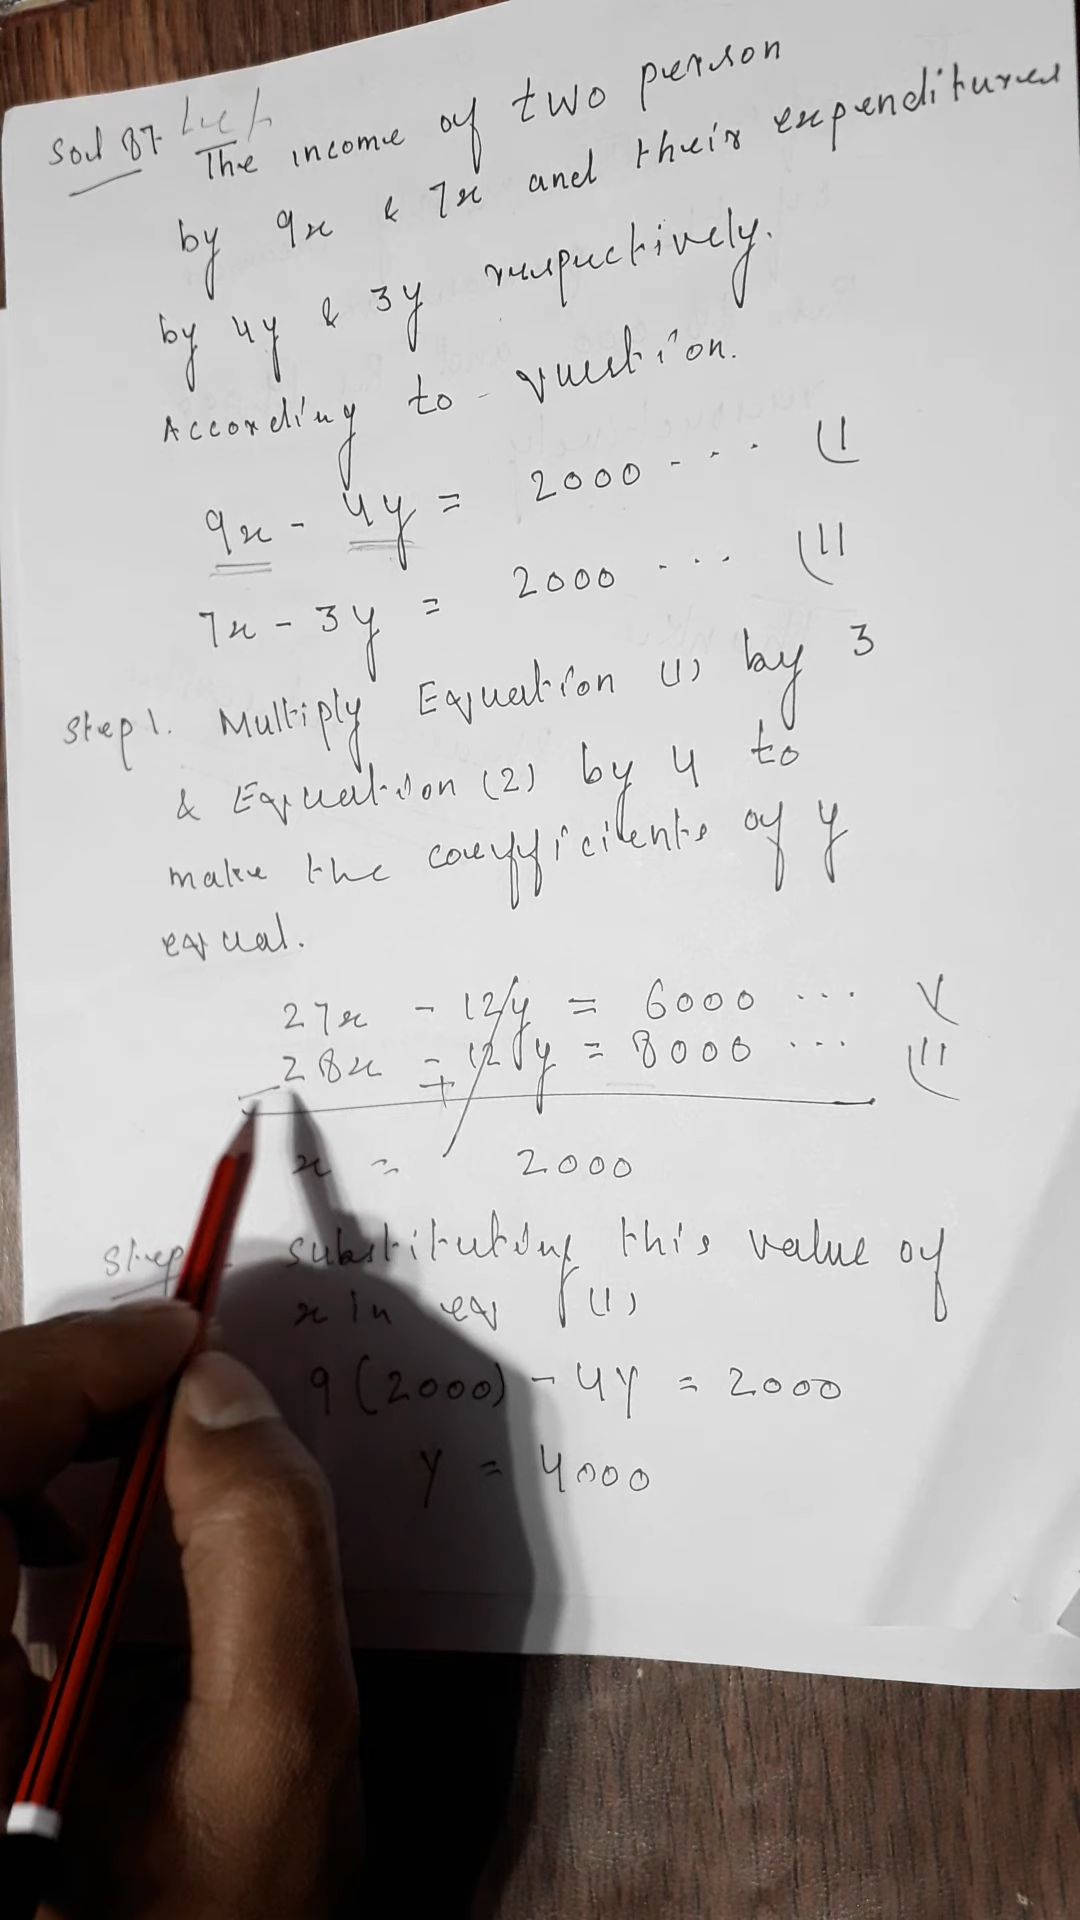 Sol 87 Let
The income of two person
by 9x & 7x and their expenditures
by 4y & 3y respectively.
According to question.
9x - 4y = 2000 ... (1
7x - 3y = 2000 ... (11
Step 1. Multiply Equation (1) by 3
& Equation (2) by 4 to
make the coefficients of y
equal.
27x - 12y = 6000 ...
28x - 12y = 8000 ... (11
+
x = 2000
Step substituting this value of
x in eq (1)
9 (2000) - 4y = 2000
y = 4000